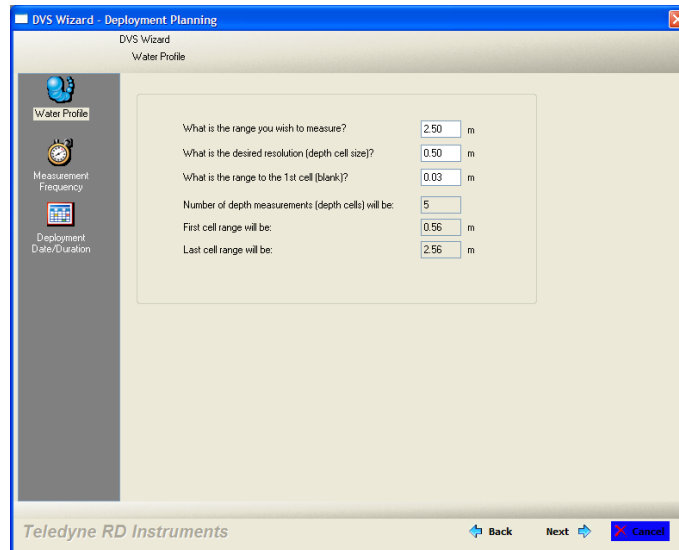 DVS Wizard - Deployment Planning
DVS Wizard
Water Profile
Water Profile
Measurement
Frequency
Deployment
Date/Duration
What is the range you wish to measure? 2.50 m
What is the desired resolution (depth cell size)? 0.50 m
What is the range to the 1st cell (blank)? 0.03 m
Number of depth measurements (depth cells) will be: 5
First cell range will be: 0.56 m
Last cell range will be: 2.56 m
Teledyne RD Instruments
Back Next Cancel